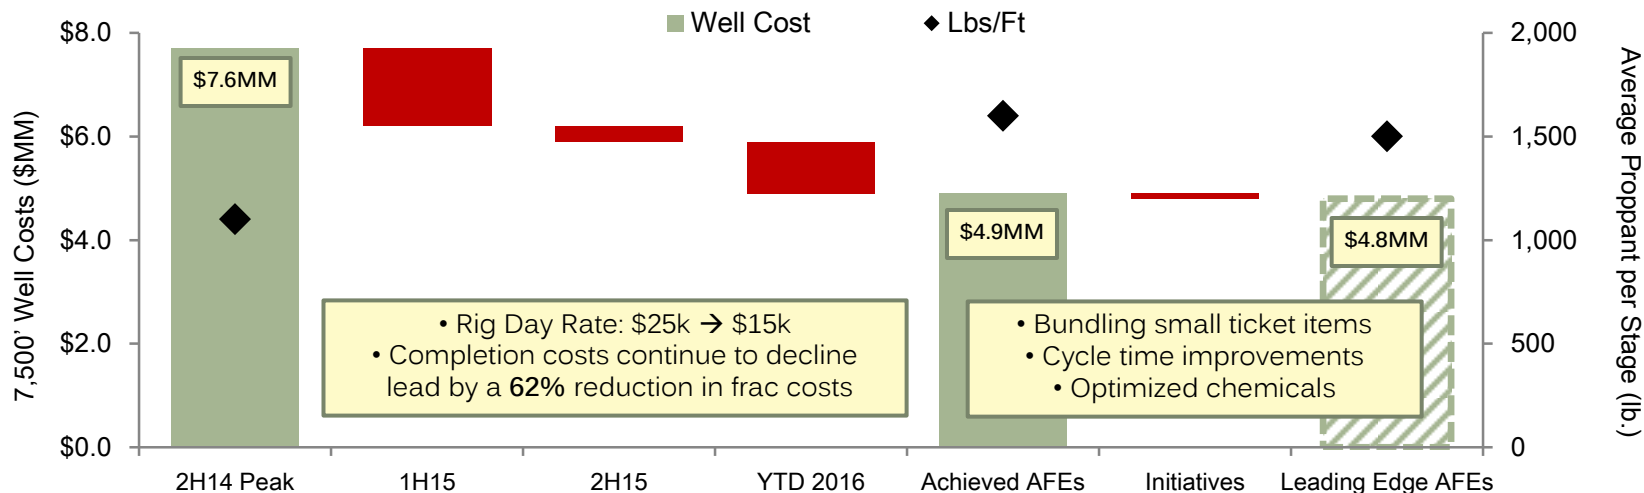 Well Cost
Lbs/Ft
7,500’ Well Costs ($MM)
$8.0
$6.0
$4.0
$2.0
$0.0
$7.6MM
$4.9MM
$4.8MM
• Rig Day Rate: $25k → $15k
• Completion costs continue to decline
lead by a 62% reduction in frac costs
• Bundling small ticket items
• Cycle time improvements
• Optimized chemicals
2,000
1,500
1,000
500
0
Average Proppant per Stage (lb.)
2H14 Peak
1H15
2H15
YTD 2016
Achieved AFEs
Initiatives
Leading Edge AFEs